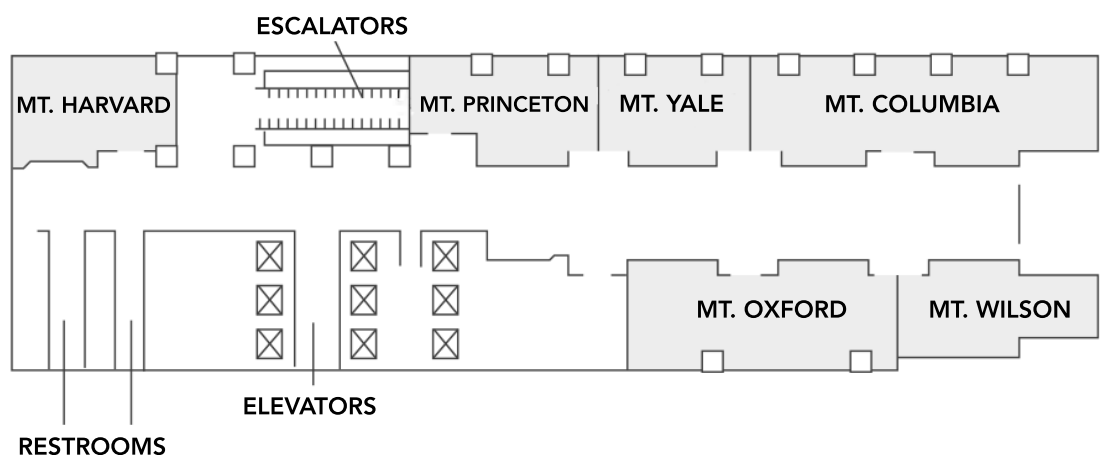 ESCALATORS
MT. HARVARD
MT. PRINCETON
MT. YALE
MT. COLUMBIA
MT. OXFORD
MT. WILSON
ELEVATORS
RESTROOMS